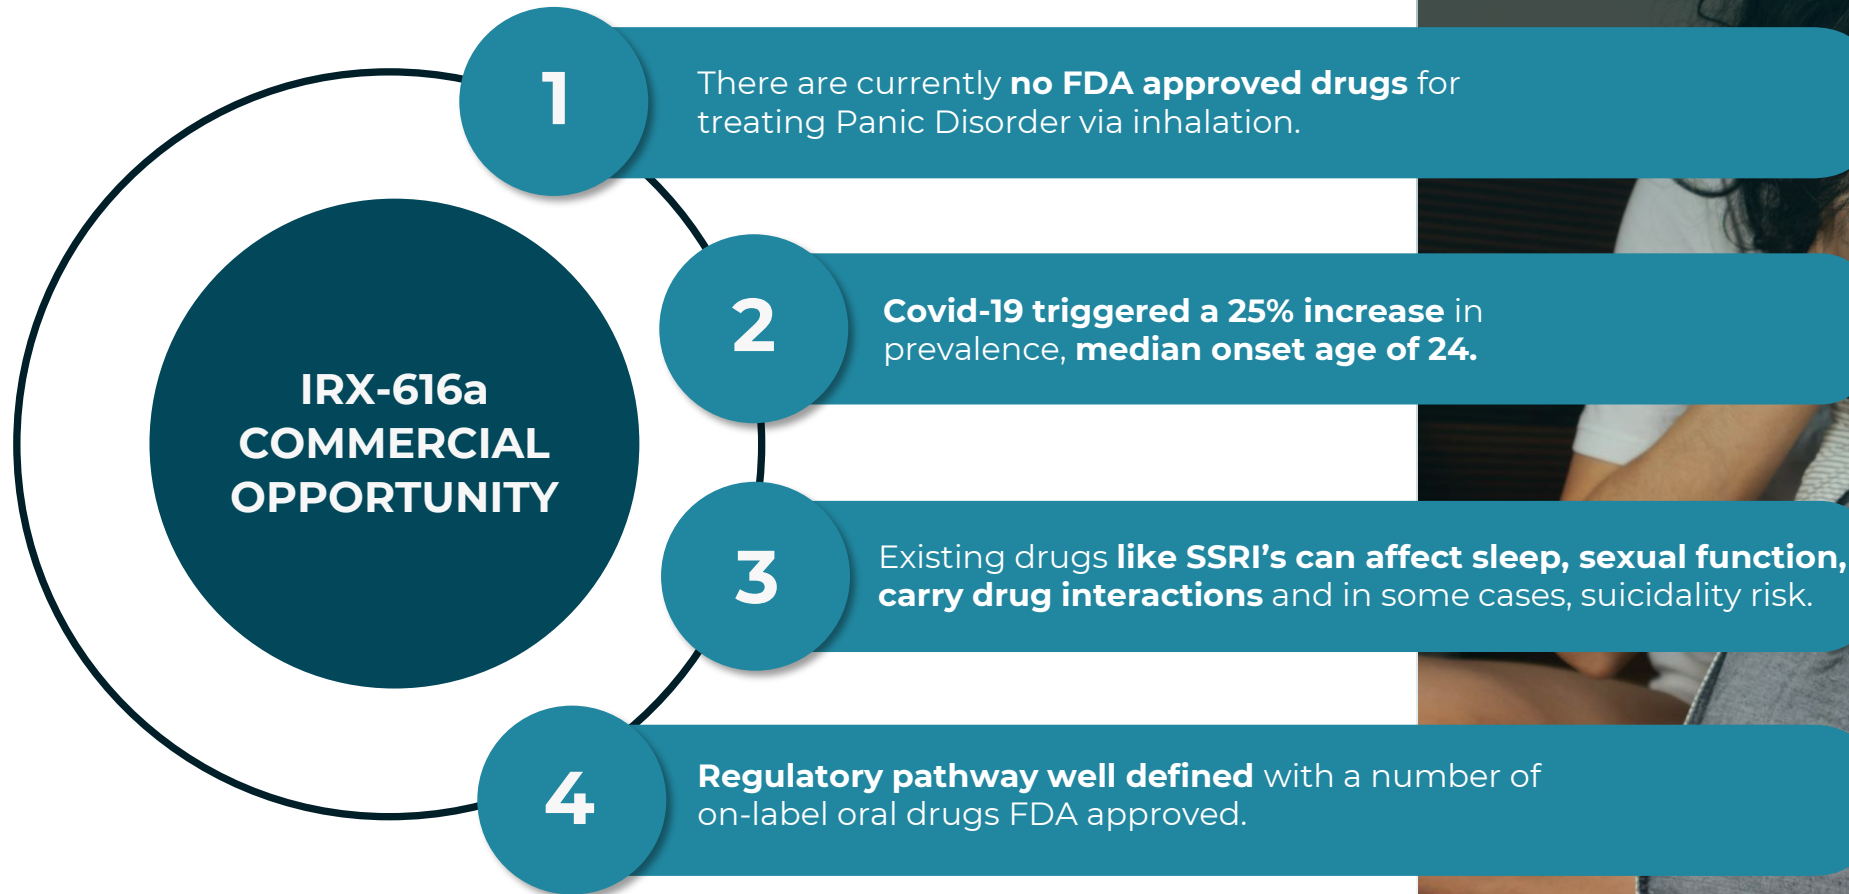 IRX-616a
COMMERCIAL
OPPORTUNITY
1
There are currently no FDA approved drugs for
treating Panic Disorder via inhalation.
2
Covid-19 triggered a 25% increase in
prevalence, median onset age of 24.
3
Existing drugs like SSRI’s can affect sleep, sexual function,
carry drug interactions and in some cases, suicidality risk.
4
Regulatory pathway well defined with a number of
on-label oral drugs FDA approved.